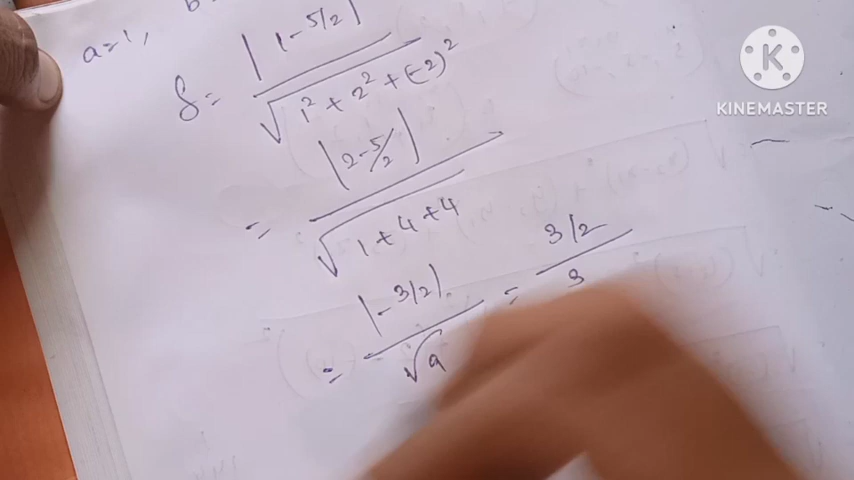 a=1, b
δ = |1-5/2| / √1²+2²+(-2)²
= |2-5/2| / √1+4+4
= |-3/2| / √9 = 3/2 / 3
KINEMASTER